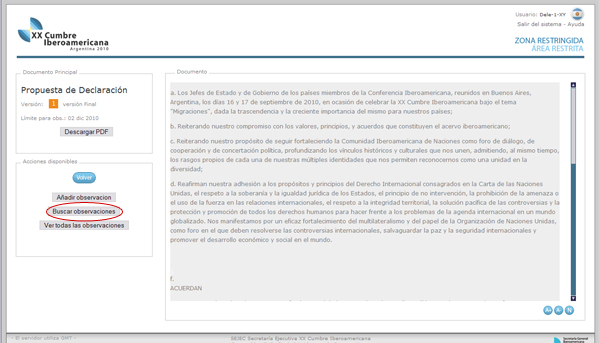 XX Cumbre
Iberoamericana
Argentina 2010
Usuario: Dele-1-XY
Salir del sistema - Ayuda
ZONA RESTRINGIDA
ÁREA RESTRITA
Documento Principal
Propuesta de Declaración
Versión: 1 versión Final
Límite para obs.: 02 dic 2010
Descargar PDF
Acciones disponibles
Volver
Añadir observacion
Buscar observaciones
Ver todas las observaciones
Documento
a. Los Jefes de Estado y de Gobierno de los países miembros de la Conferencia Iberoamericana, reunidos en Buenos Aires,
Argentina, los días 16 y 17 de septiembre de 2010, en ocasión de celebrar la XX Cumbre Iberoamericana bajo el tema
"Migraciones", dada la trascendencia y la creciente importancia del mismo para nuestros países;
b. Reiterando nuestro compromiso con los valores, principios, y acuerdos que constituyen el acervo iberoamericano;
c. Reiterando nuestro propósito de seguir fortaleciendo la Comunidad Iberoamericana de Naciones como foro de diálogo, de
cooperación y de concertación política, profundizando los vínculos históricos y culturales que nos unen, admitiendo, al mismo tiempo,
los rasgos propios de cada una de nuestras múltiples identidades que nos permiten reconocernos como una unidad en la
diversidad;
d. Reafirman nuestra adhesión a los propósitos y principios del Derecho Internacional consagrados en la Carta de las Naciones
Unidas, el respeto a la soberanía y la igualdad jurídica de los Estados, el principio de no intervención, la prohibición de la amenaza o
el uso de la fuerza en las relaciones internacionales, el respeto a la integridad territorial, la solución pacífica de las controversias y la
protección y promoción de todos los derechos humanos para hacer frente a los problemas de la agenda internacional en un mundo
globalizado. Nos manifestamos por un eficaz fortalecimiento del multilateralismo y del papel de la Organización de Naciones Unidas,
como foro en el que deben resolverse las controversias internacionales, salvaguardar la paz y la seguridad internacionales y
promover el desarrollo económico y social en el mundo.
f.
ACUERDAN
A+ A- N
- El servidor utiliza GMT -
SEJEC Secretaría Ejecutiva XX Cumbre Iberoamericana
Secretaría General
Iberoamericana